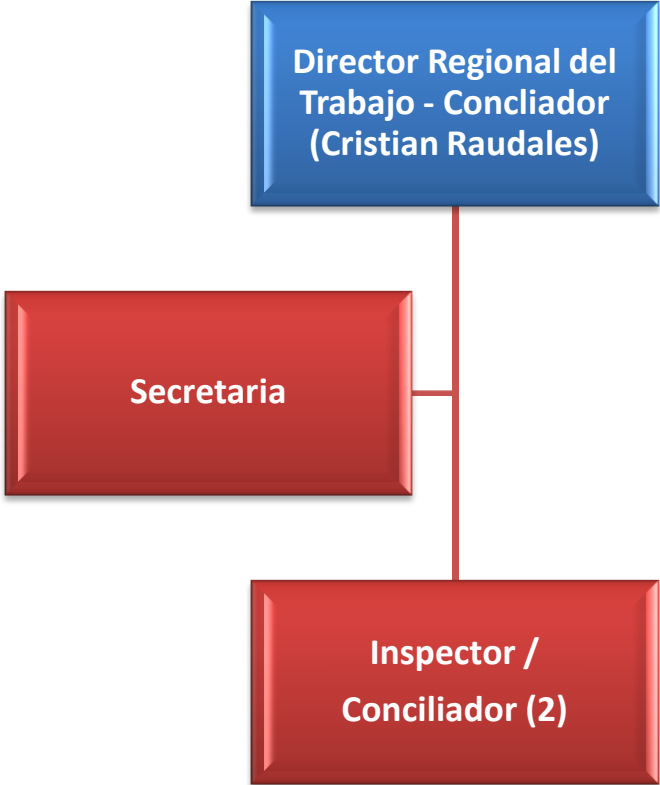 Director Regional del
Trabajo - Concliador
(Cristian Raudales)
Secretaria
Inspector /
Conciliador (2)